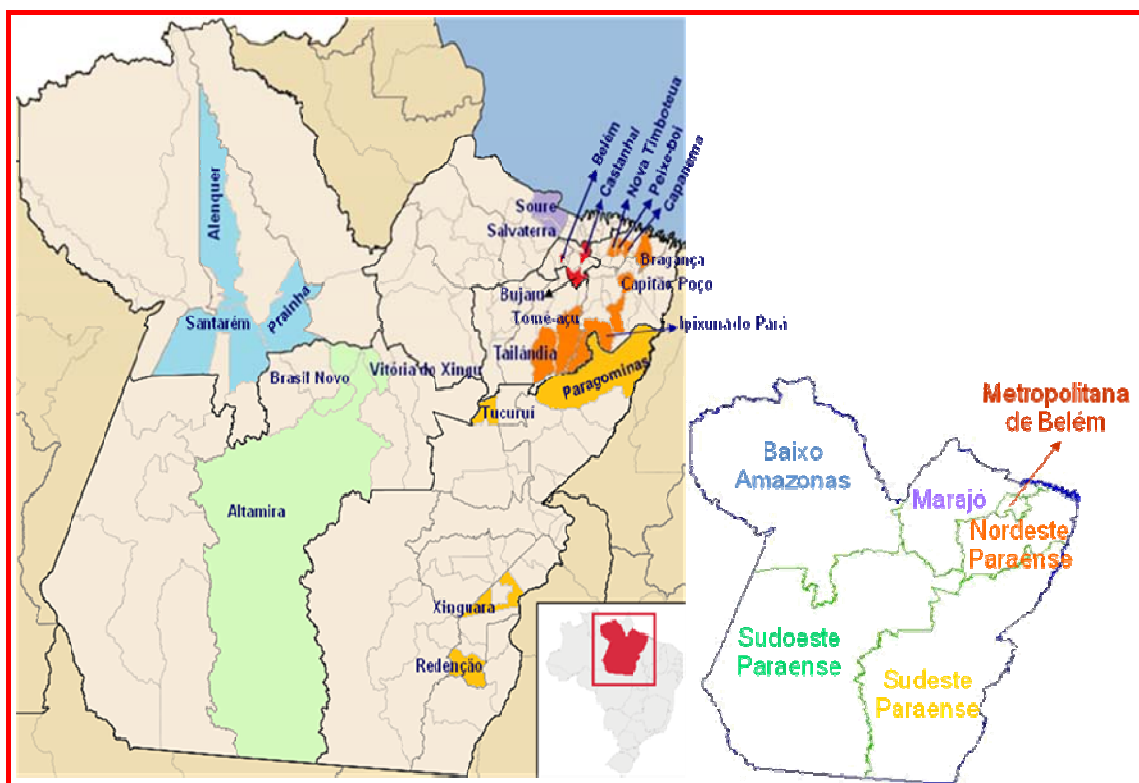 Belém
Castanhal
Nova Timboteua
Peixe-boi
Capanema
Alenquer
Soure
Salvaterra
Bragança
Capitão Poço
Bujaru
Prainha
Santarém
Tomé-açu
Ipixuna do Pará
Tailândia
Brasil Novo
Vitória do Xingu
Paragominas
Tucuruí
Altamira
Xinguara
Redenção
Metropolitana
de Belém
Baixo
Amazonas
Marajó
Nordeste
Paraense
Sudoeste
Paraense
Sudeste
Paraense